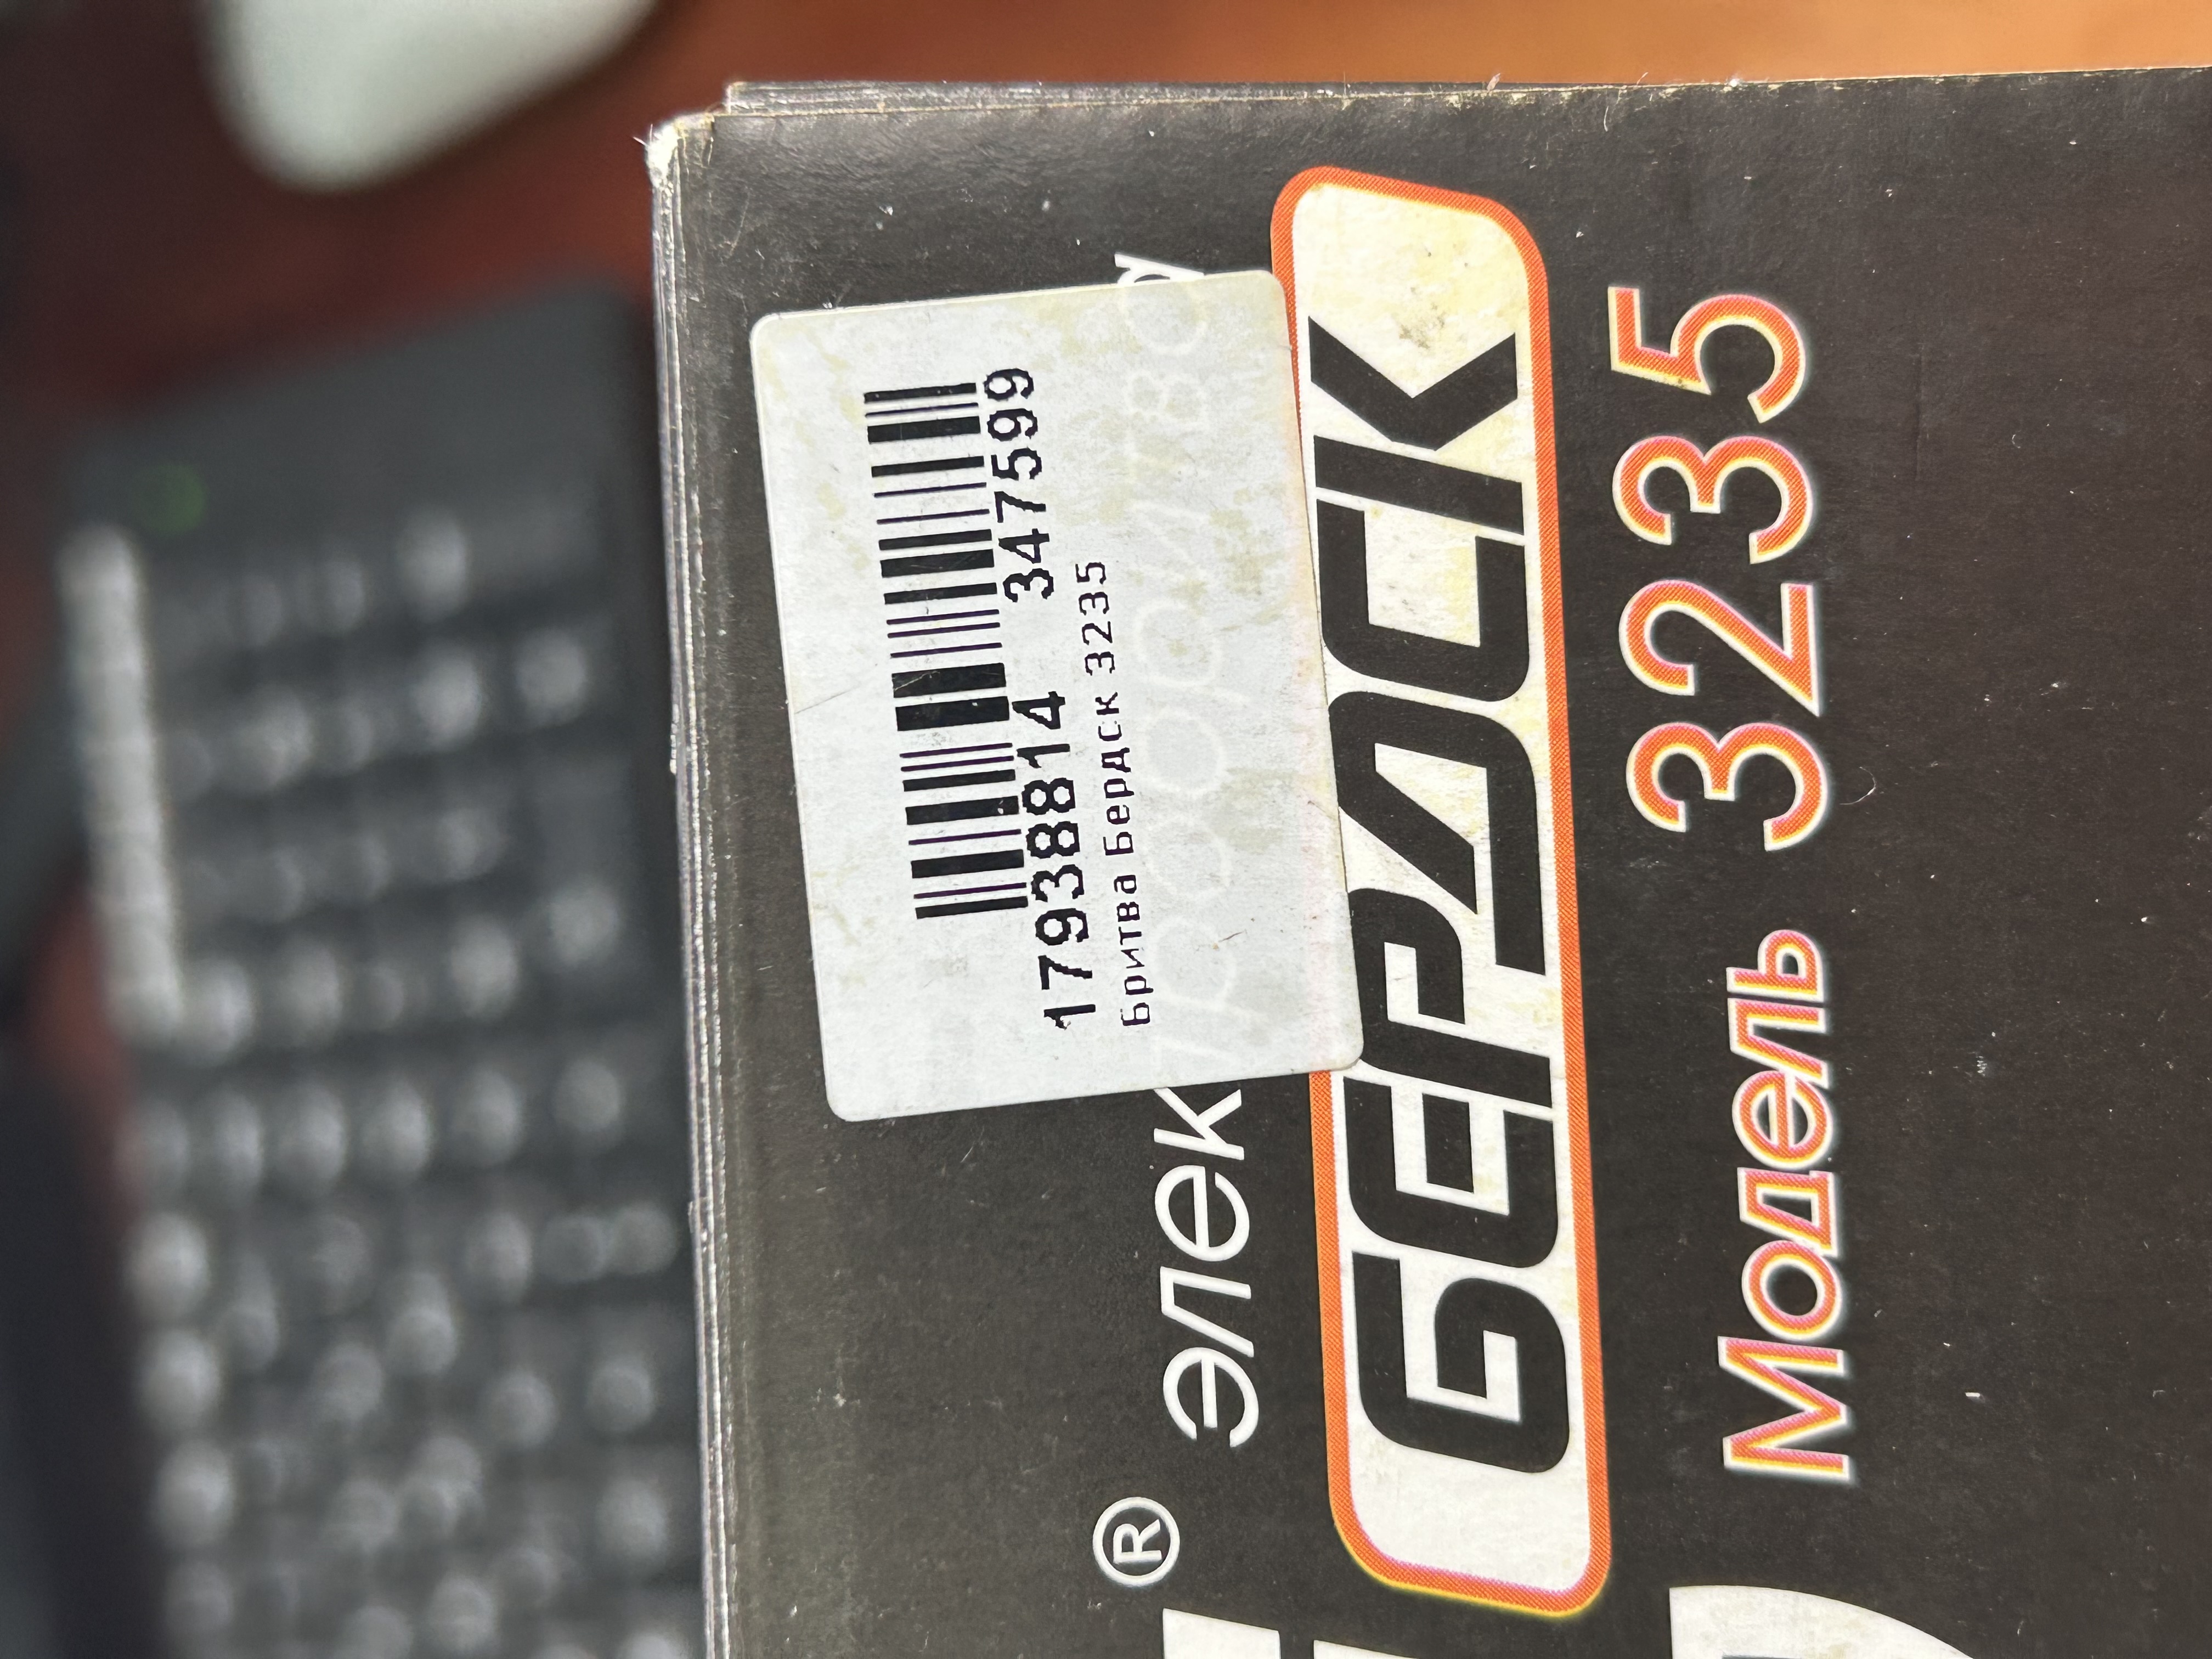 17938814 347599
Бритва Бердск 3235
® элек
БЕРДСК
Модель 3235